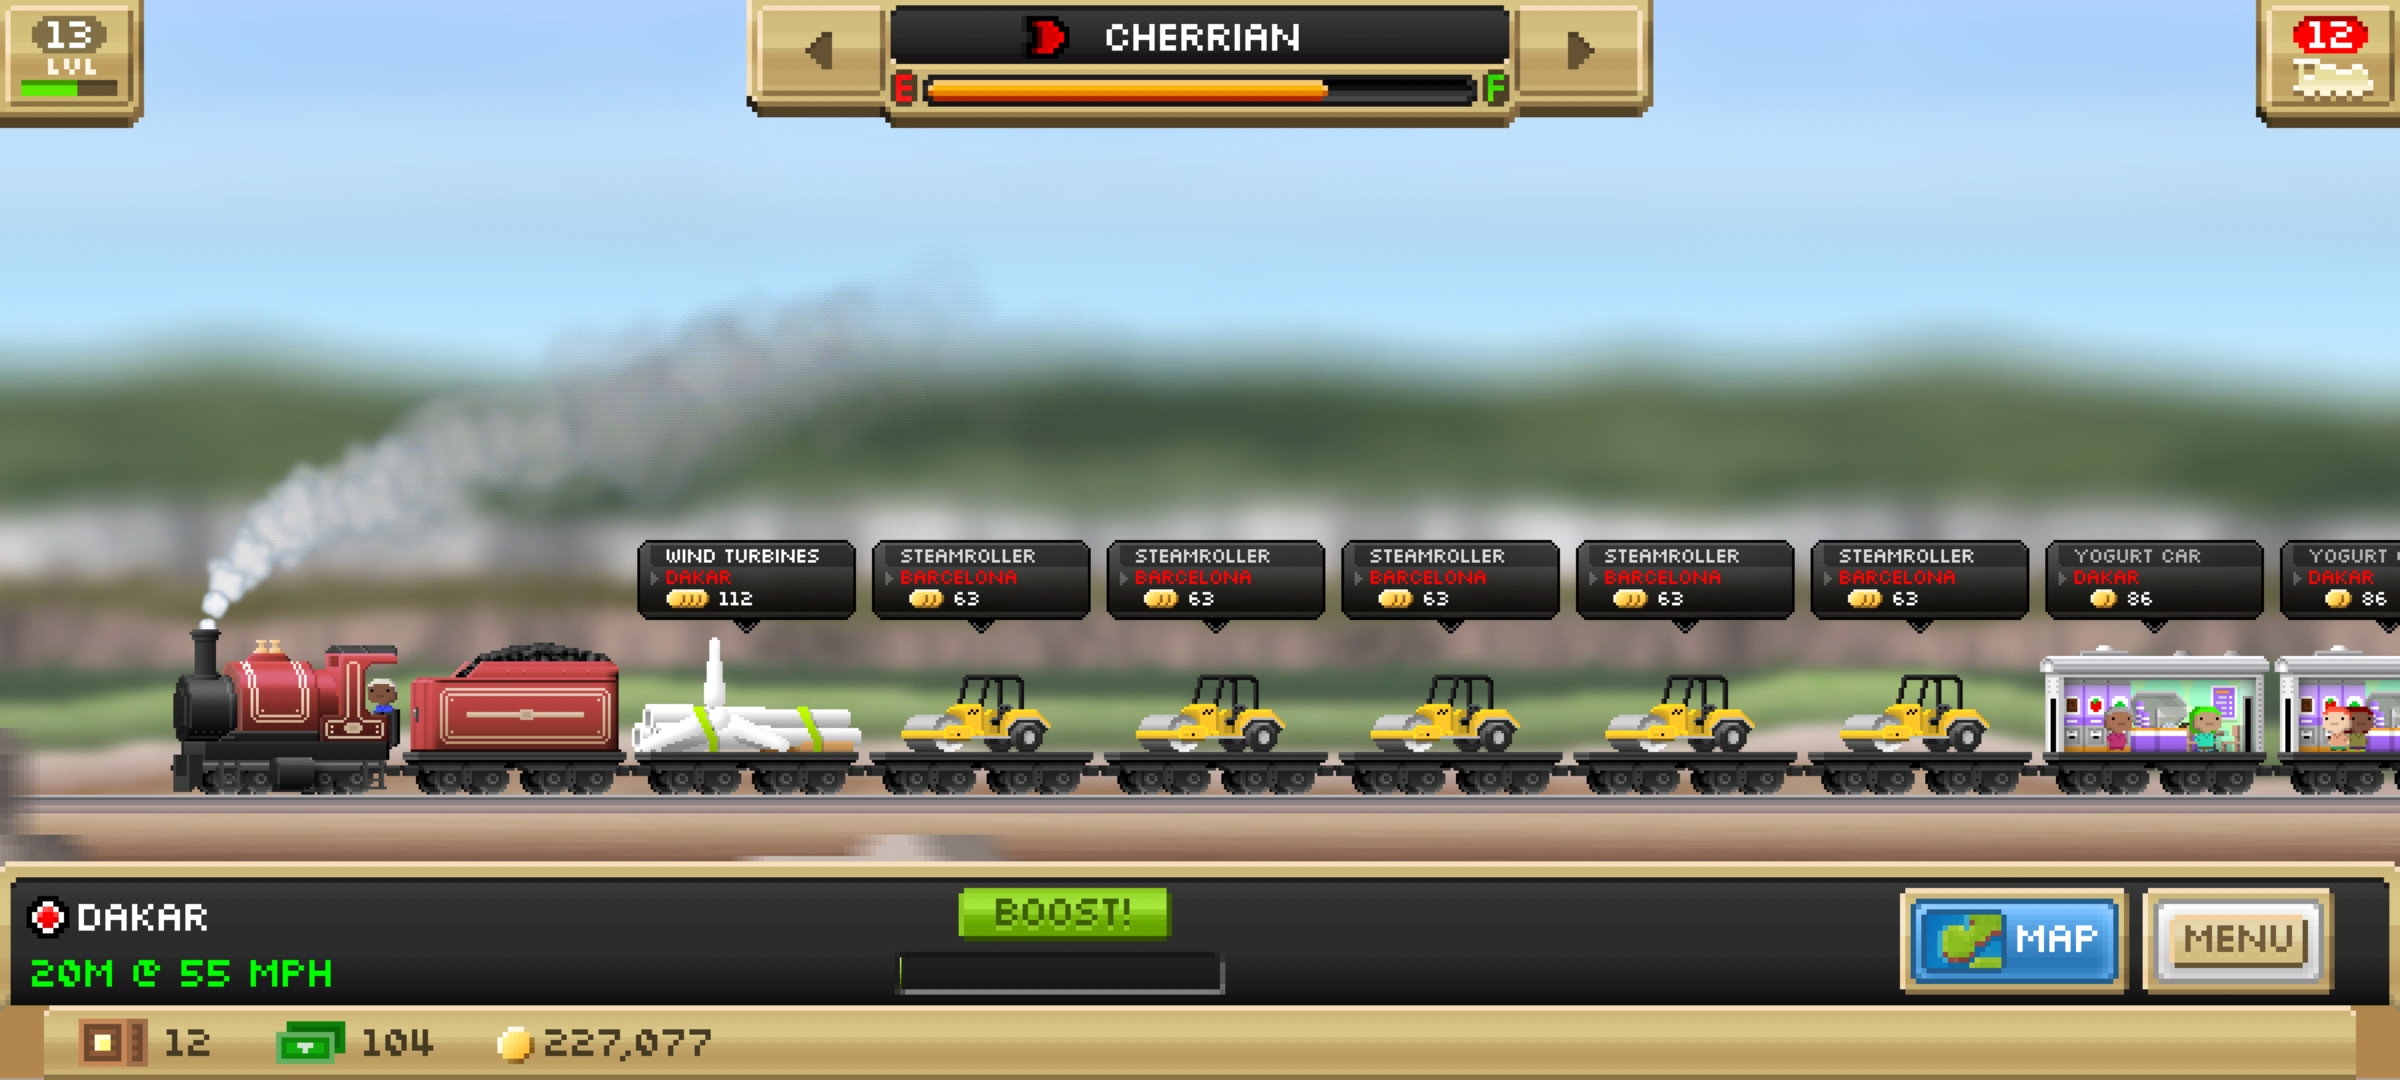 13
LVL
CHERRIAN
E
F
12
WIND TURBINES
DAKAR
112
STEAMROLLER
BARCELONA
63
STEAMROLLER
BARCELONA
63
STEAMROLLER
BARCELONA
63
STEAMROLLER
BARCELONA
63
STEAMROLLER
BARCELONA
63
YOGURT CAR
DAKAR
86
YOGURT
DAKAR
86
DAKAR
20M @ 55 MPH
BOOST!
MAP
MENU
12
104
227,077